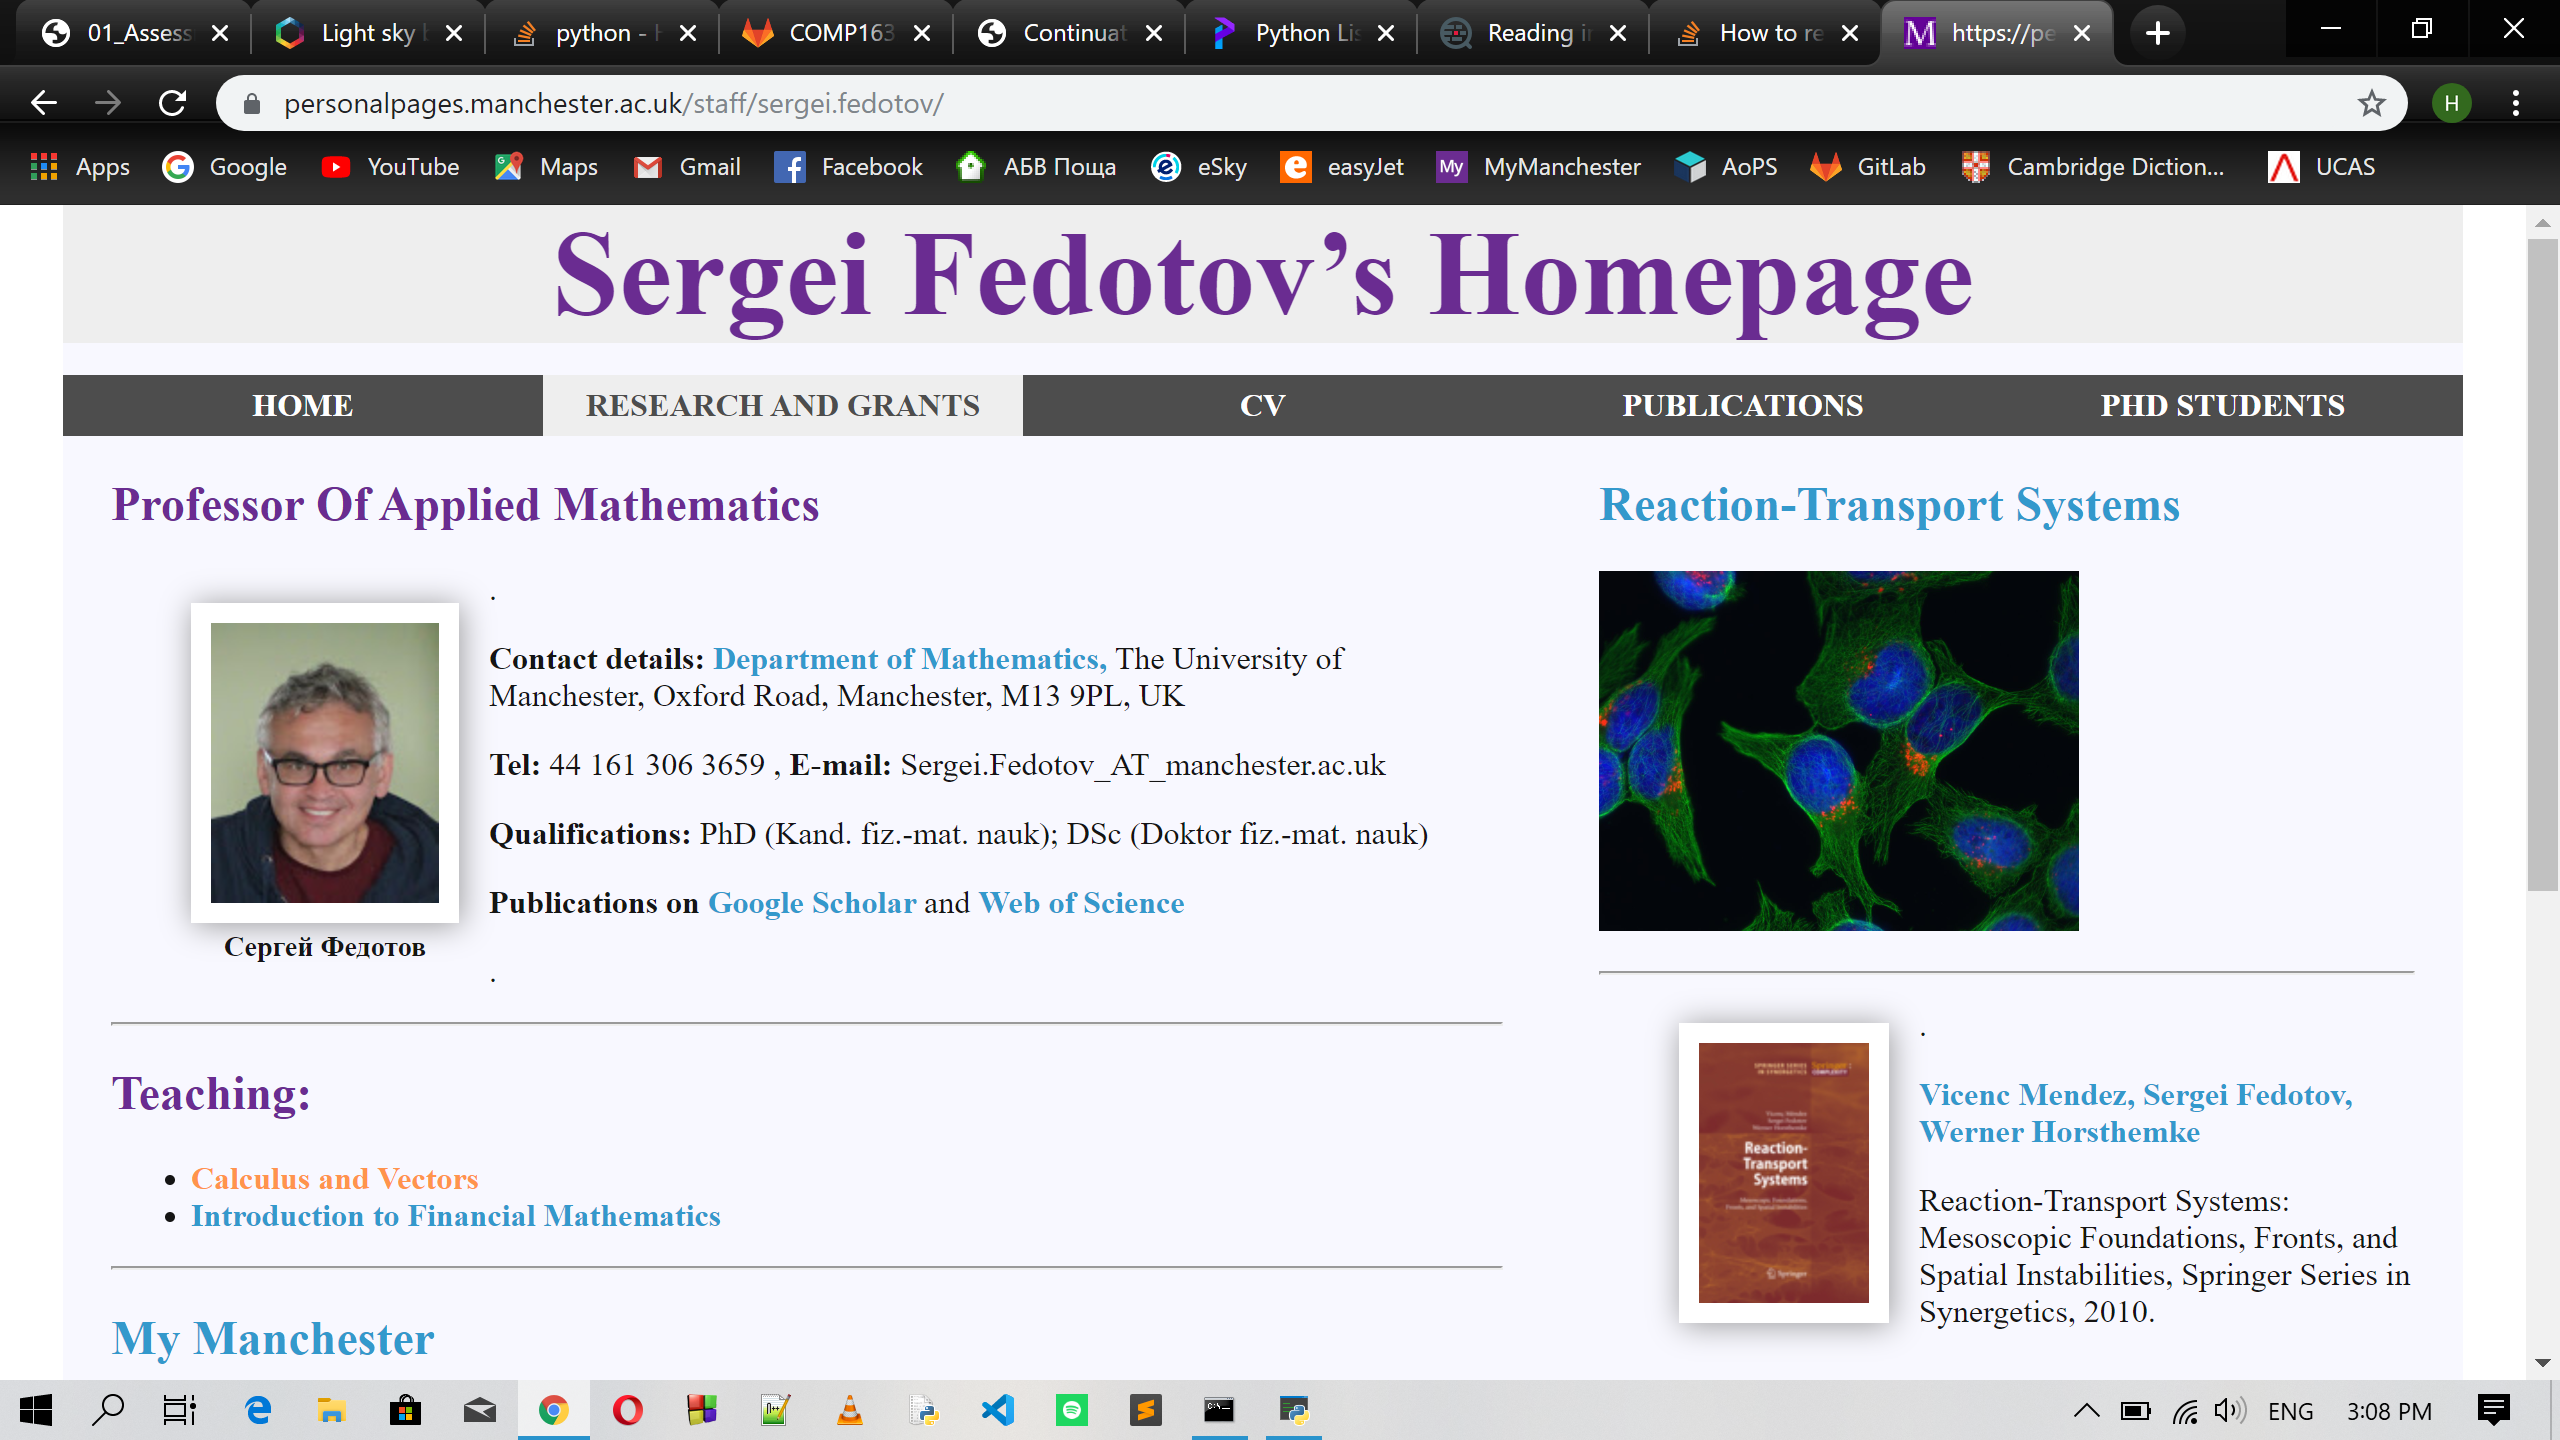 01_Assess
Light sky b
python - H
COMP163
Continuat
Python Lis
Reading in
How to re
https://pe
personalpages.manchester.ac.uk/staff/sergei.fedotov/
H
Apps
Google
YouTube
Maps
Gmail
Facebook
АБВ Поща
eSky
easyJet
MyManchester
AoPS
GitLab
Cambridge Diction...
UCAS
Sergei Fedotov’s Homepage
HOME
RESEARCH AND GRANTS
CV
PUBLICATIONS
PHD STUDENTS
Professor Of Applied Mathematics
.
Contact details: Department of Mathematics, The University of
Manchester, Oxford Road, Manchester, M13 9PL, UK
Tel: 44 161 306 3659 , E-mail: Sergei.Fedotov_AT_manchester.ac.uk
Qualifications: PhD (Kand. fiz.-mat. nauk); DSc (Doktor fiz.-mat. nauk)
Publications on Google Scholar and Web of Science
Сергей Федотов
.
Teaching:
Calculus and Vectors
Introduction to Financial Mathematics
My Manchester
Reaction-Transport Systems
Reaction-
Transport
Systems
Springer
.
Vicenc Mendez, Sergei Fedotov,
Werner Horsthemke
Reaction-Transport Systems:
Mesoscopic Foundations, Fronts, and
Spatial Instabilities, Springer Series in
Synergetics, 2010.
ENG
3:08 PM